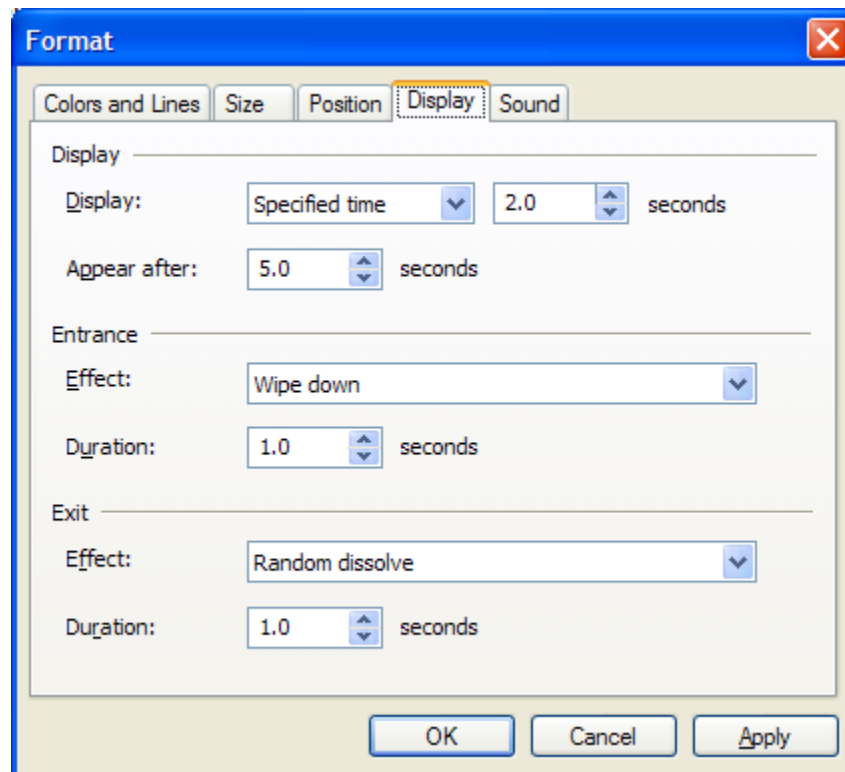 Format
Colors and Lines Size Position Display Sound
Display
Display: Specified time 2.0 seconds
Appear after: 5.0 seconds
Entrance
Effect: Wipe down
Duration: 1.0 seconds
Exit
Effect: Random dissolve
Duration: 1.0 seconds
OK Cancel Apply